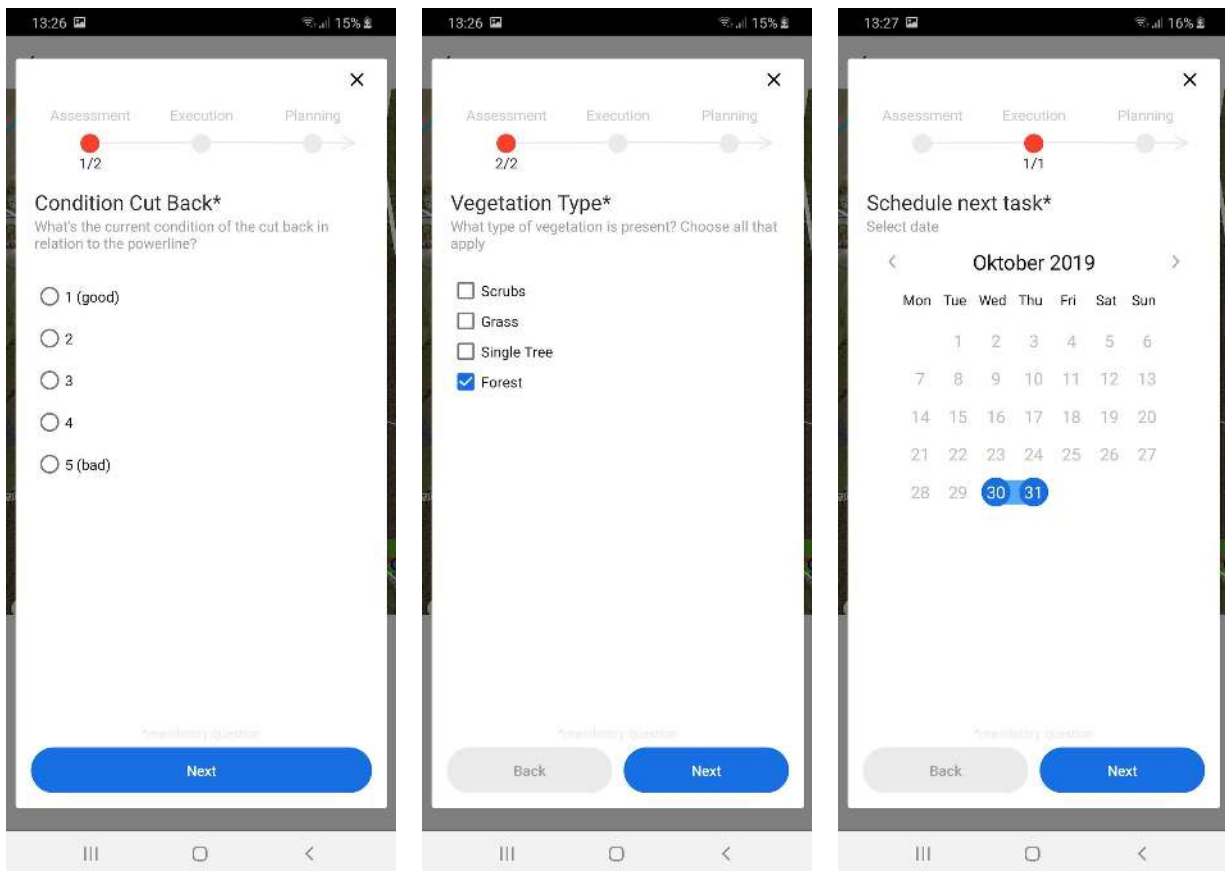 13:26
15%
Assessment Execution Planning
1/2
Condition Cut Back*
What's the current condition of the cut back in
relation to the powerline?
1 (good)
2
3
4
5 (bad)
*mandatory question
Next
13:26
15%
Assessment Execution Planning
2/2
Vegetation Type*
What type of vegetation is present? Choose all that
apply
Scrubs
Grass
Single Tree
Forest
*mandatory question
Back Next
13:27
16%
Assessment Execution Planning
1/1
Schedule next task*
Select date
Oktober 2019
Mon Tue Wed Thu Fri Sat Sun
1 2 3 4 5 6
7 8 9 10 11 12 13
14 15 16 17 18 19 20
21 22 23 24 25 26 27
28 29 30 31
*mandatory question
Back Next